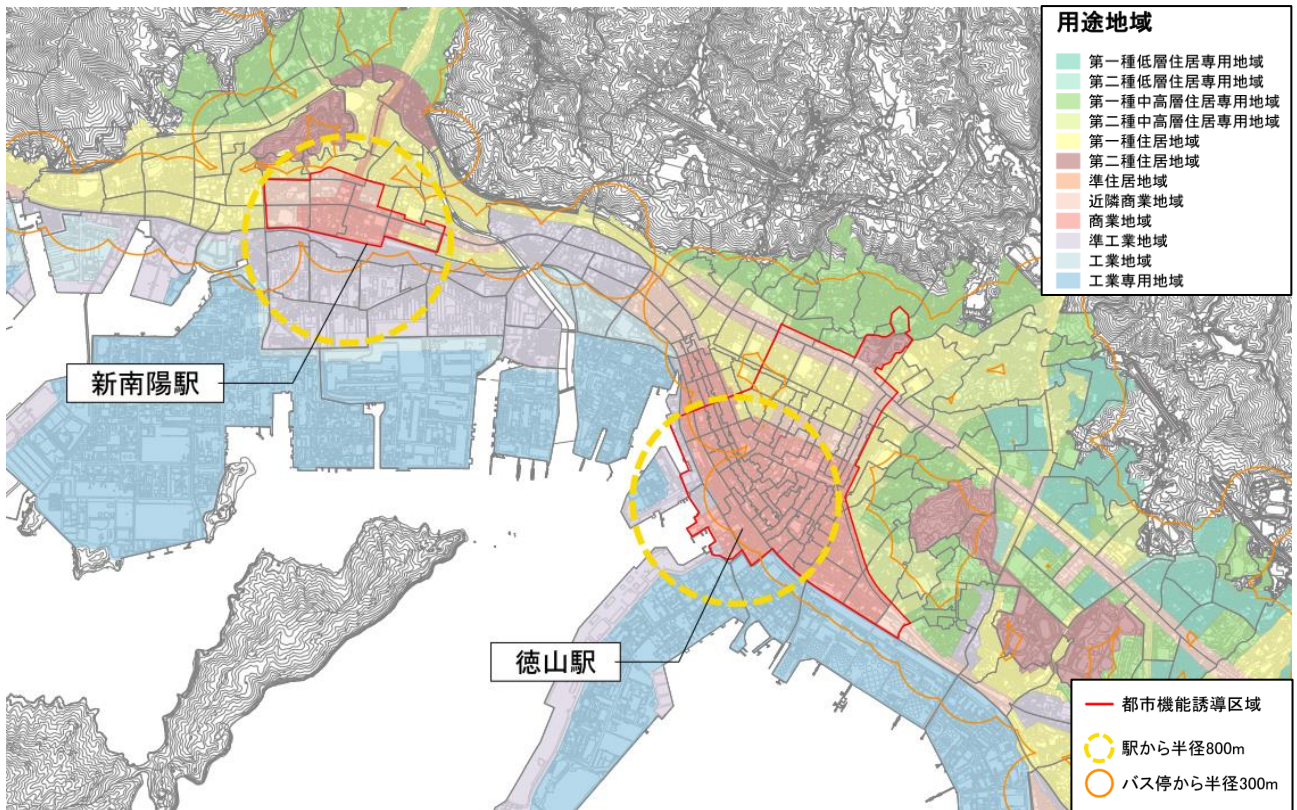 用途地域
第一種低層住居専用地域
第二種低層住居専用地域
第一種中高層住居専用地域
第二種中高層住居専用地域
第一種住居地域
第二種住居地域
準住居地域
近隣商業地域
商業地域
準工業地域
工業地域
工業専用地域
新南陽駅
徳山駅
都市機能誘導区域
駅から半径800m
バス停から半径300m